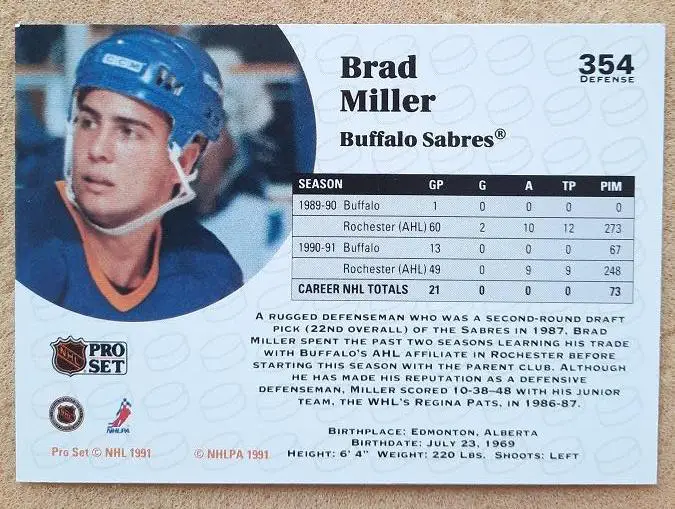 CCM
Brad
Miller
Buffalo Sabres®
354
DEFENSE
SEASON GP G A TP PIM
1989-90 Buffalo 1 0 0 0 0
Rochester (AHL) 60 2 10 12 273
1990-91 Buffalo 13 0 0 0 67
Rochester (AHL) 49 0 9 9 248
CAREER NHL TOTALS 21 0 0 0 73
A RUGGED DEFENSEMAN WHO WAS A SECOND-ROUND DRAFT
PICK (22ND OVERALL) OF THE SABRES IN 1987, BRAD
MILLER SPENT THE PAST TWO SEASONS LEARNING HIS TRADE
WITH BUFFALO'S AHL AFFILIATE IN ROCHESTER BEFORE
STARTING THIS SEASON WITH THE PARENT CLUB. ALTHOUGH
HE HAS MADE HIS REPUTATION AS A DEFENSIVE
DEFENSEMAN, MILLER SCORED 10-38–48 WITH HIS JUNIOR
TEAM, THE WHL'S REGINA PATS, IN 1986-87.
BIRTHPLACE: EDMONTON, ALBERTA
BIRTHDATE: JULY 23, 1969
HEIGHT: 6' 4" WEIGHT: 220 LBS. SHOOTS: LEFT
NHL
PRO
SET
NHLPA
Pro Set © NHL 1991
© NHLPA 1991